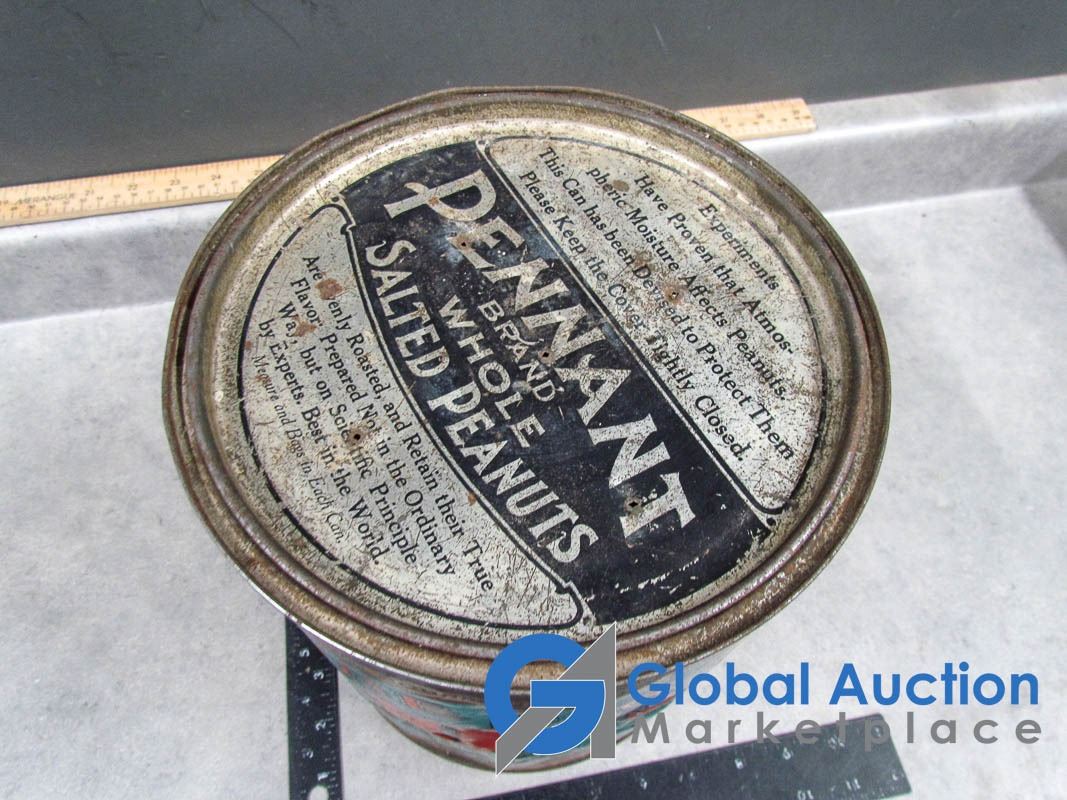 Experiments
Have Proven that Atmos-
pheric Moisture Affects Peanuts.
This Can has been Devised to Protect Them
Please Keep the Cover Tightly Closed.
PENNANT
BRAND
WHOLE
SALTED PEANUTS
Are Evenly Roasted, and Retain their True
Flavor. Prepared Not in the Ordinary
Way, but on Scientific Principle
by Experts. Best in the World
Measure and Bags in Each Can.
MERANGUE
Global Auction
Marketplace